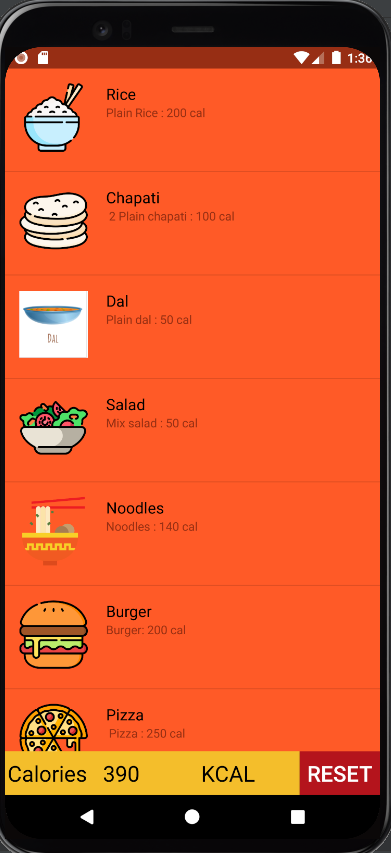 1:36
Rice
Plain Rice : 200 cal
Chapati
2 Plain chapati : 100 cal
Dal
Plain dal : 50 cal
DAL
Salad
Mix salad : 50 cal
Noodles
Noodles : 140 cal
Burger
Burger: 200 cal
Pizza
Pizza : 250 cal
Calories 390 KCAL RESET